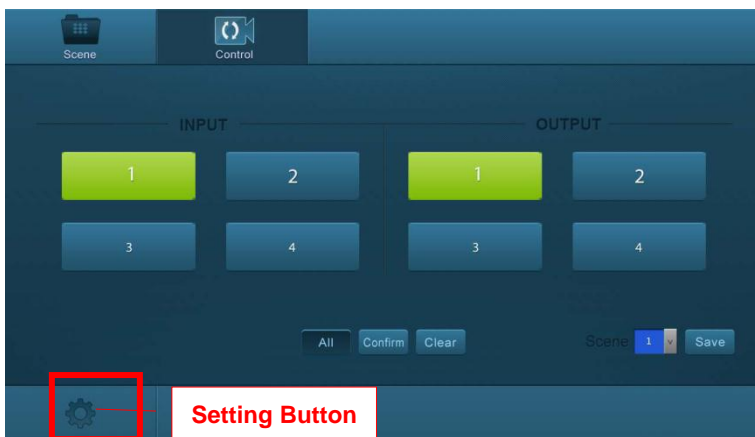 Scene Control
INPUT OUTPUT
1 2 1 2
3 4 3 4
All Confirm Clear Scene 1 v Save
Setting Button